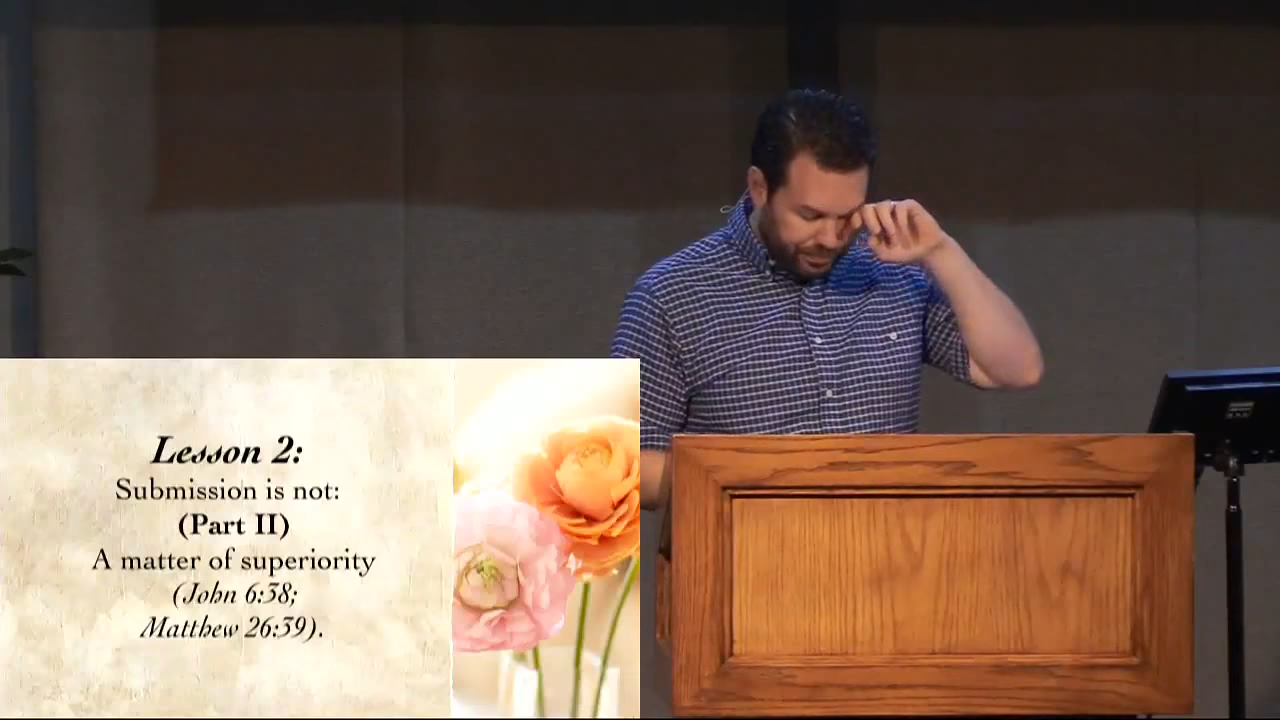 Lesson 2:
Submission is not:
(Part II)
A matter of superiority
(John 6:38;
Matthew 26:39).